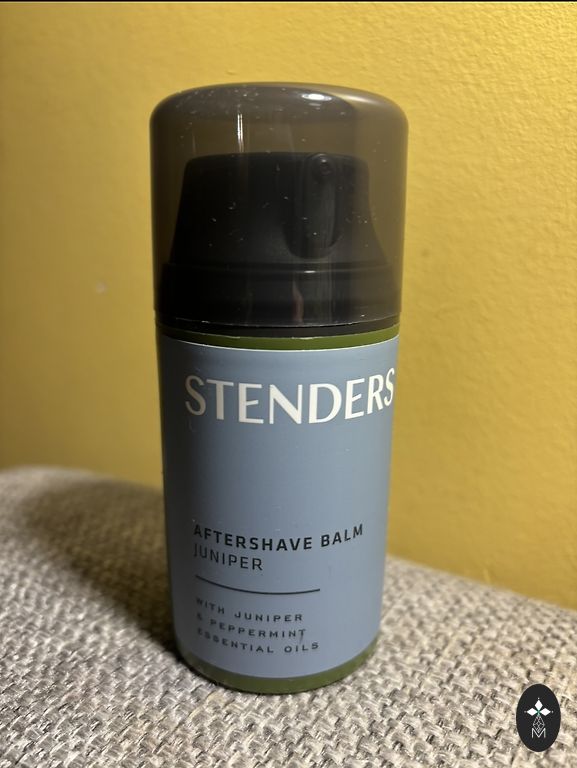 STENDERS
AFTERSHAVE BALM
JUNIPER
WITH JUNIPER
& PEPPERMINT
ESSENTIAL OILS
M